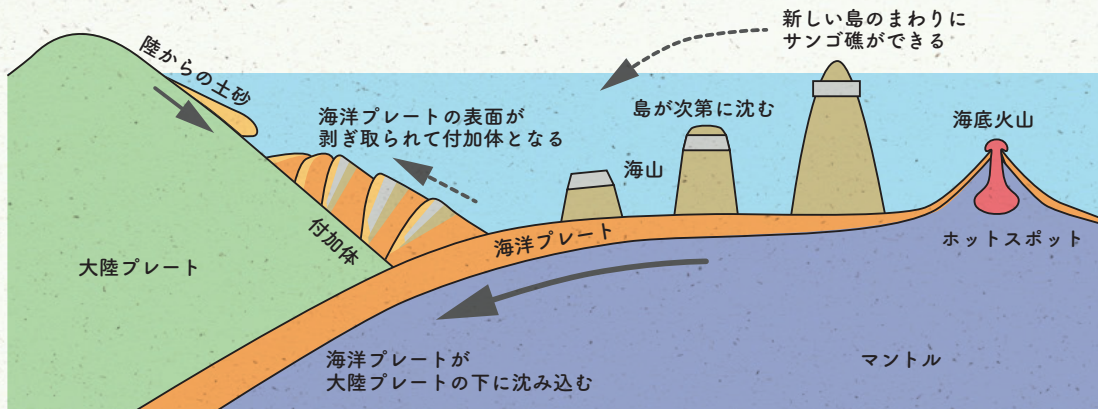 新しい島のまわりに
サンゴ礁ができる
陸からの土砂
海洋プレートの表面が
剥ぎ取られて付加体となる
島が次第に沈む
海底火山
海山
付加体
海洋プレート
ホットスポット
大陸プレート
海洋プレートが
大陸プレートの下に沈み込む
マントル